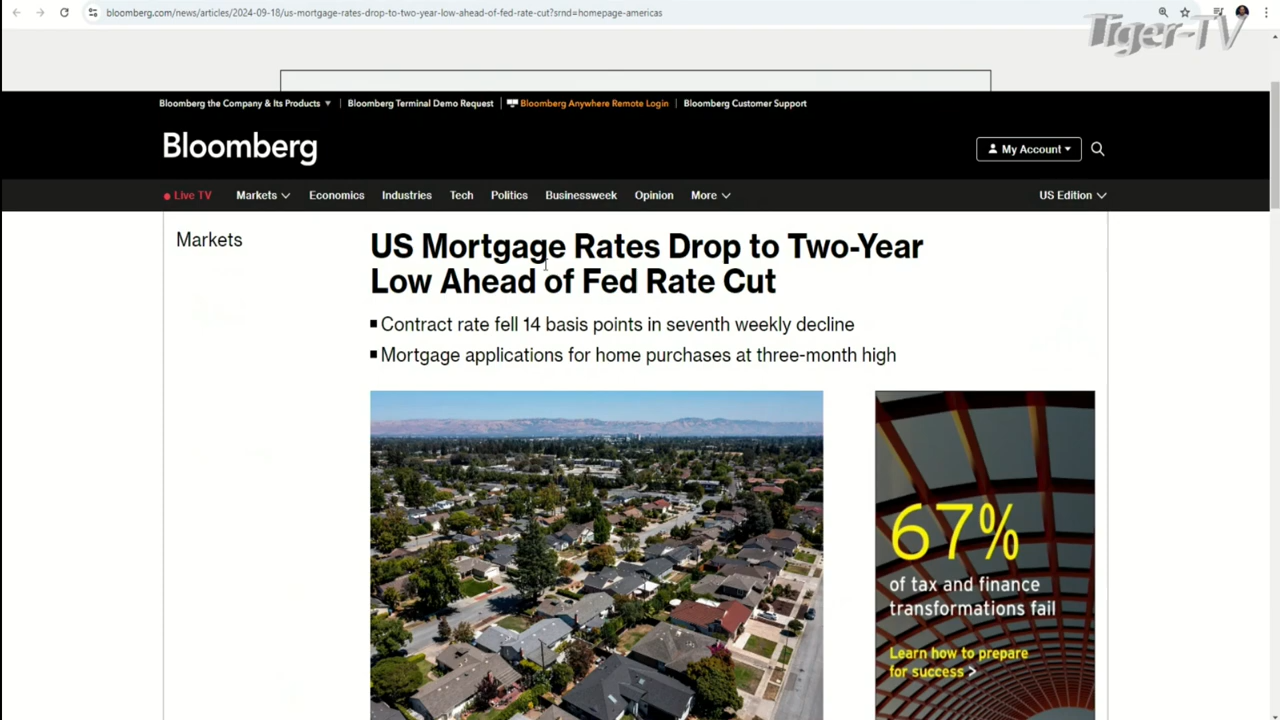 bloomberg.com/news/articles/2024-09-18/us-mortgage-rates-drop-to-two-year-low-ahead-of-fed-rate-cut?srnd=homepage-americas
Tiger-TV
Bloomberg the Company & Its Products
Bloomberg Terminal Demo Request
Bloomberg Anywhere Remote Login
Bloomberg Customer Support
Bloomberg
My Account
Live TV
Markets
Economics
Industries
Tech
Politics
Businessweek
Opinion
More
US Edition
Markets
US Mortgage Rates Drop to Two-Year
Low Ahead of Fed Rate Cut
Contract rate fell 14 basis points in seventh weekly decline
Mortgage applications for home purchases at three-month high
67%
of tax and finance
transformations fail
Learn how to prepare
for success >